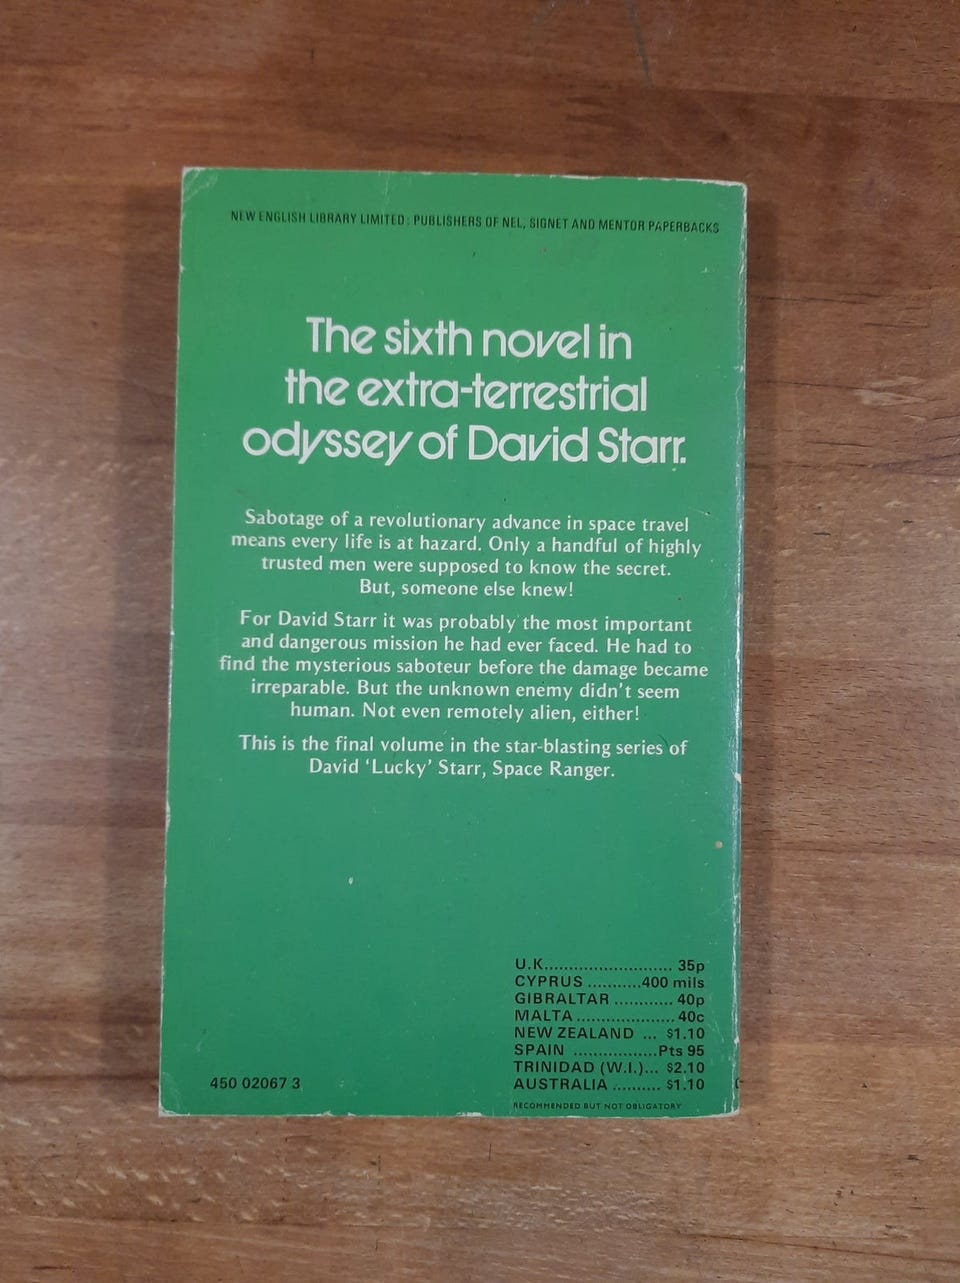 NEW ENGLISH LIBRARY LIMITED: PUBLISHERS OF NEL, SIGNET AND MENTOR PAPERBACKS
The sixth novel in
the extra-terrestrial
odyssey of David Starr.
Sabotage of a revolutionary advance in space travel
means every life is at hazard. Only a handful of highly
trusted men were supposed to know the secret.
But, someone else knew!
For David Starr it was probably the most important
and dangerous mission he had ever faced. He had to
find the mysterious saboteur before the damage became
irreparable. But the unknown enemy didn't seem
human. Not even remotely alien, either!
This is the final volume in the star-blasting series of
David 'Lucky' Starr, Space Ranger.
U.K.......................... 35p
CYPRUS ...........400 mils
GIBRALTAR ............ 40p
MALTA .................... 40c
NEW ZEALAND ... $1.10
SPAIN .................Pts 95
TRINIDAD (W.I.)... $2.10
AUSTRALIA .......... $1.10
RECOMMENDED BUT NOT OBLIGATORY
450 02067 3